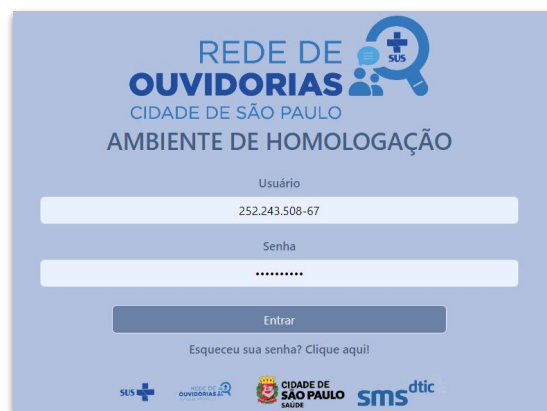 REDE DE
OUVIDORIAS
SUS
CIDADE DE SÃO PAULO
AMBIENTE DE HOMOLOGAÇÃO
Usuário
252.243.508-67
Senha
••••••••••
Entrar
Esqueceu sua senha? Clique aqui!
SUS
REDE DE
OUVIDORIAS
CIDADE DE
SÃO PAULO
SAÚDE
sms dtic